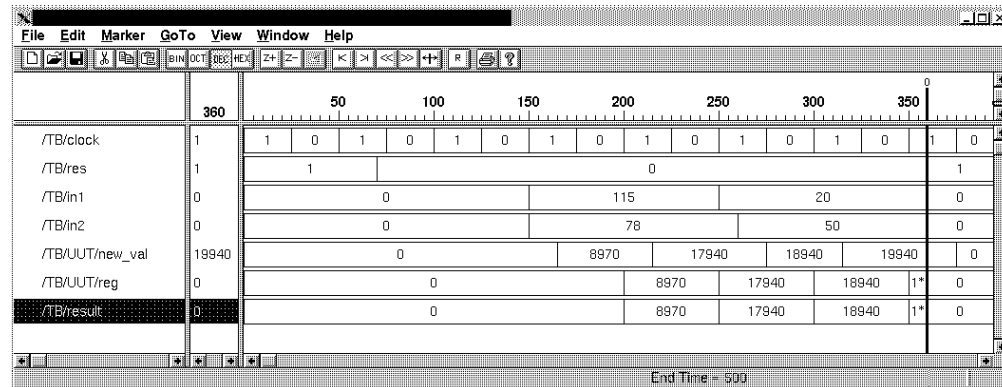 File Edit Marker GoTo View Window Help
BIN OCT DEC HEX Z+ Z- R
0
360 50 100 150 200 250 300 350
/TB/clock 1 1 0 1 0 1 0 1 0 1 0 1 0 1 0 1 0
/TB/res 1 1 0 1
/TB/in1 0 0 115 20 0
/TB/in2 0 0 78 50 0
/TB/UUT/new_val 19940 0 8970 17940 18940 19940 0
/TB/UUT/reg 0 0 8970 17940 18940 1* 0
/TB/result 0 0 8970 17940 18940 1* 0
End Time = 500